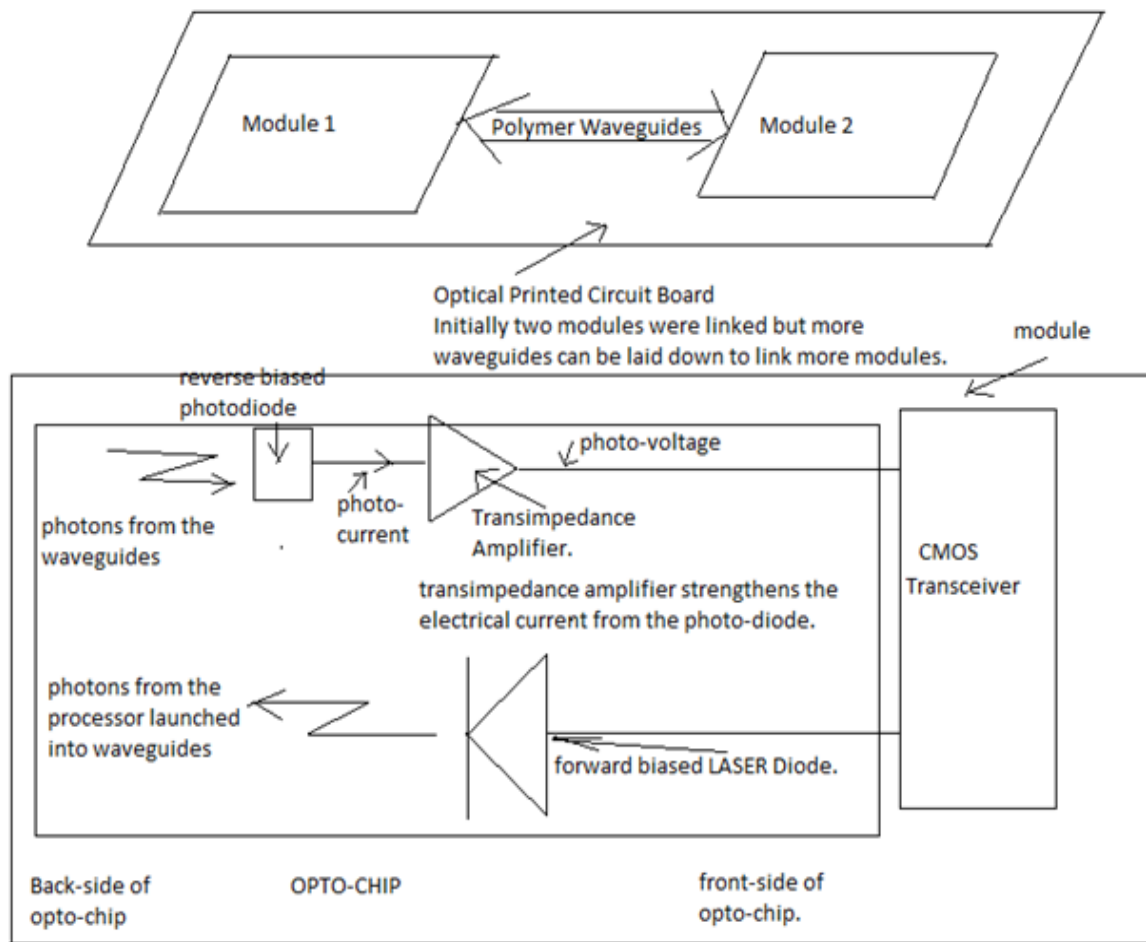 Module 1
Polymer Waveguides
Module 2
Optical Printed Circuit Board
Initially two modules were linked but more
waveguides can be laid down to link more modules.
module
reverse biased
photodiode
photo-voltage
photo-
current
Transimpedance
Amplifier.
photons from the
waveguides
CMOS
Transceiver
transimpedance amplifier strengthens the
electrical current from the photo-diode.
photons from the
processor launched
into waveguides
forward biased LASER Diode.
Back-side of
opto-chip
OPTO-CHIP
front-side of
opto-chip.